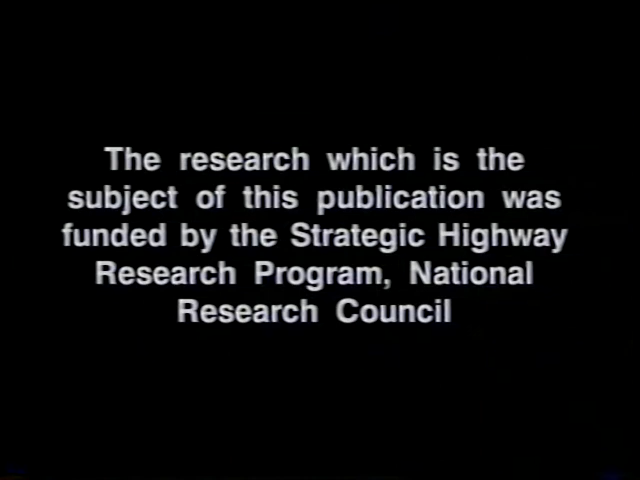 The research which is the
subject of this publication was
funded by the Strategic Highway
Research Program, National
Research Council